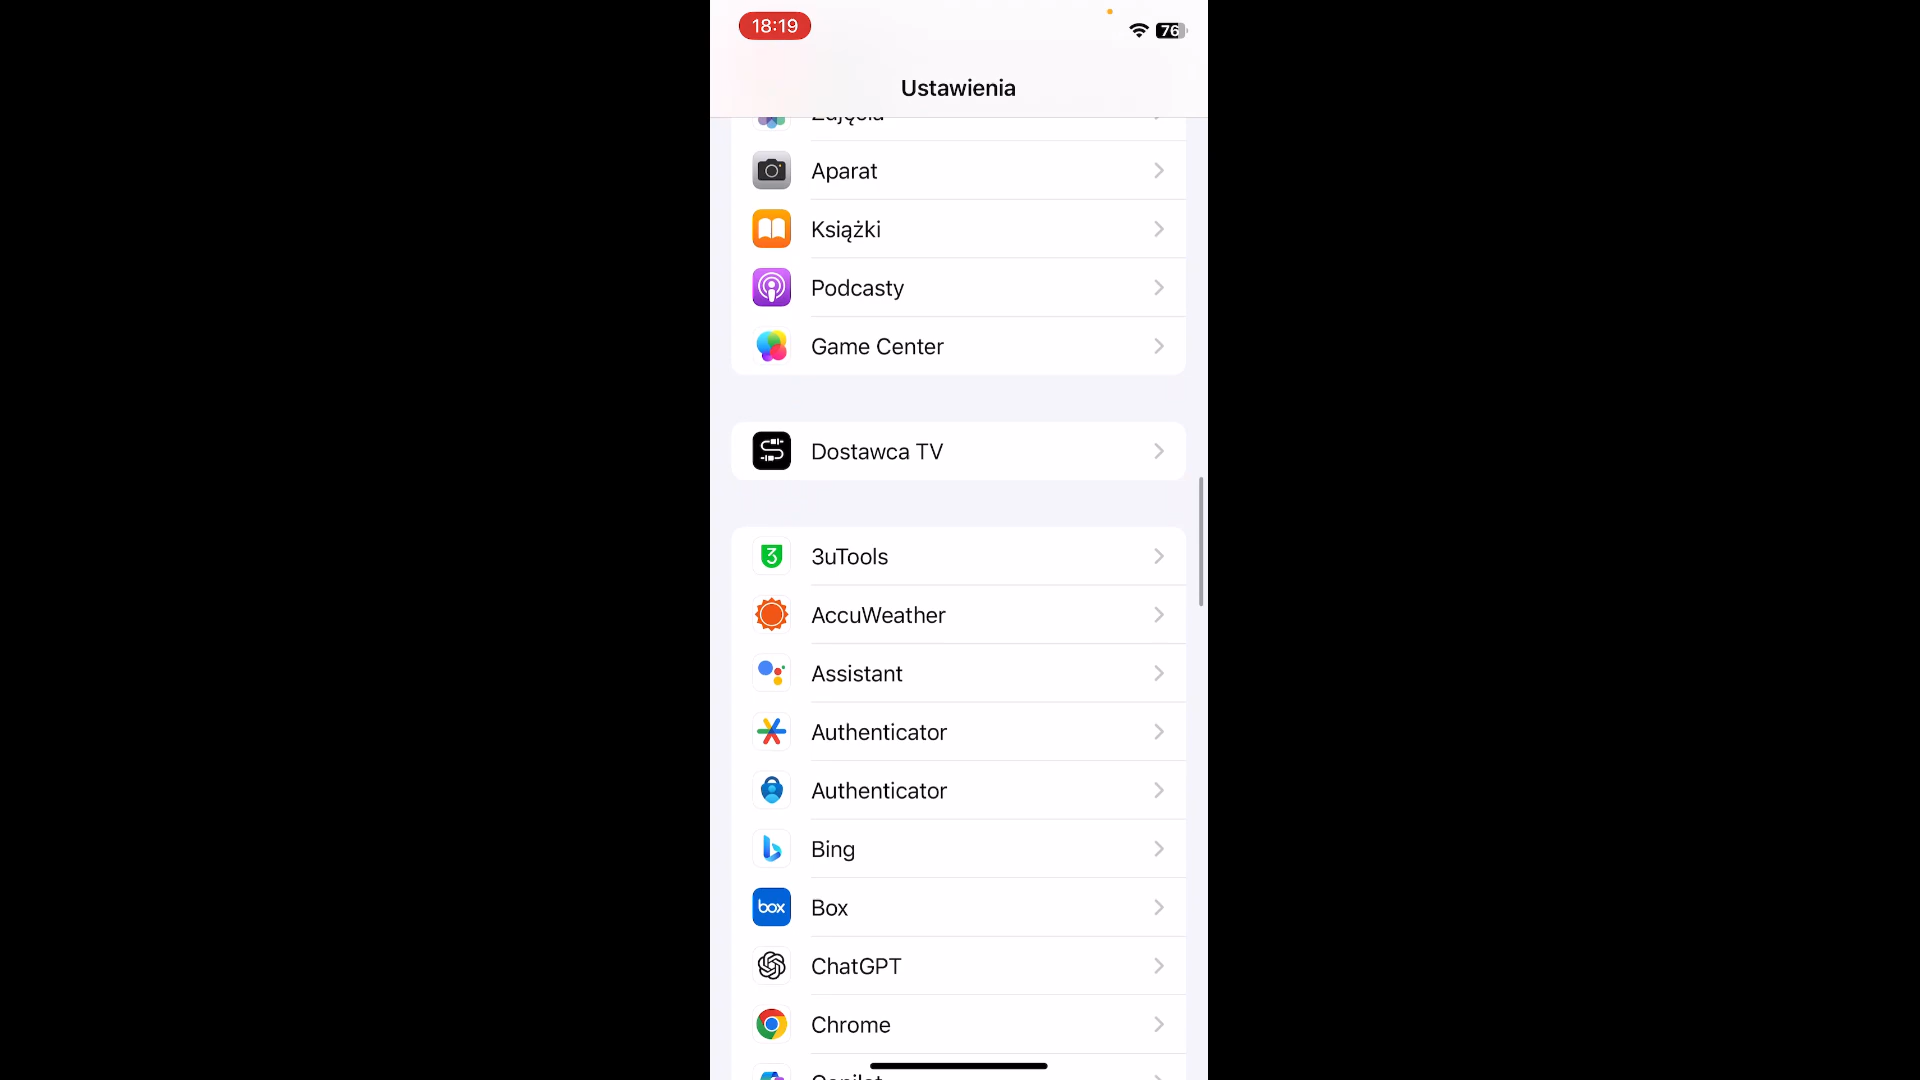 18:19
76
Ustawienia
Aparat
Książki
Podcasty
Game Center
Dostawca TV
3
3uTools
AccuWeather
Assistant
Authenticator
Authenticator
Bing
box
Box
ChatGPT
Chrome